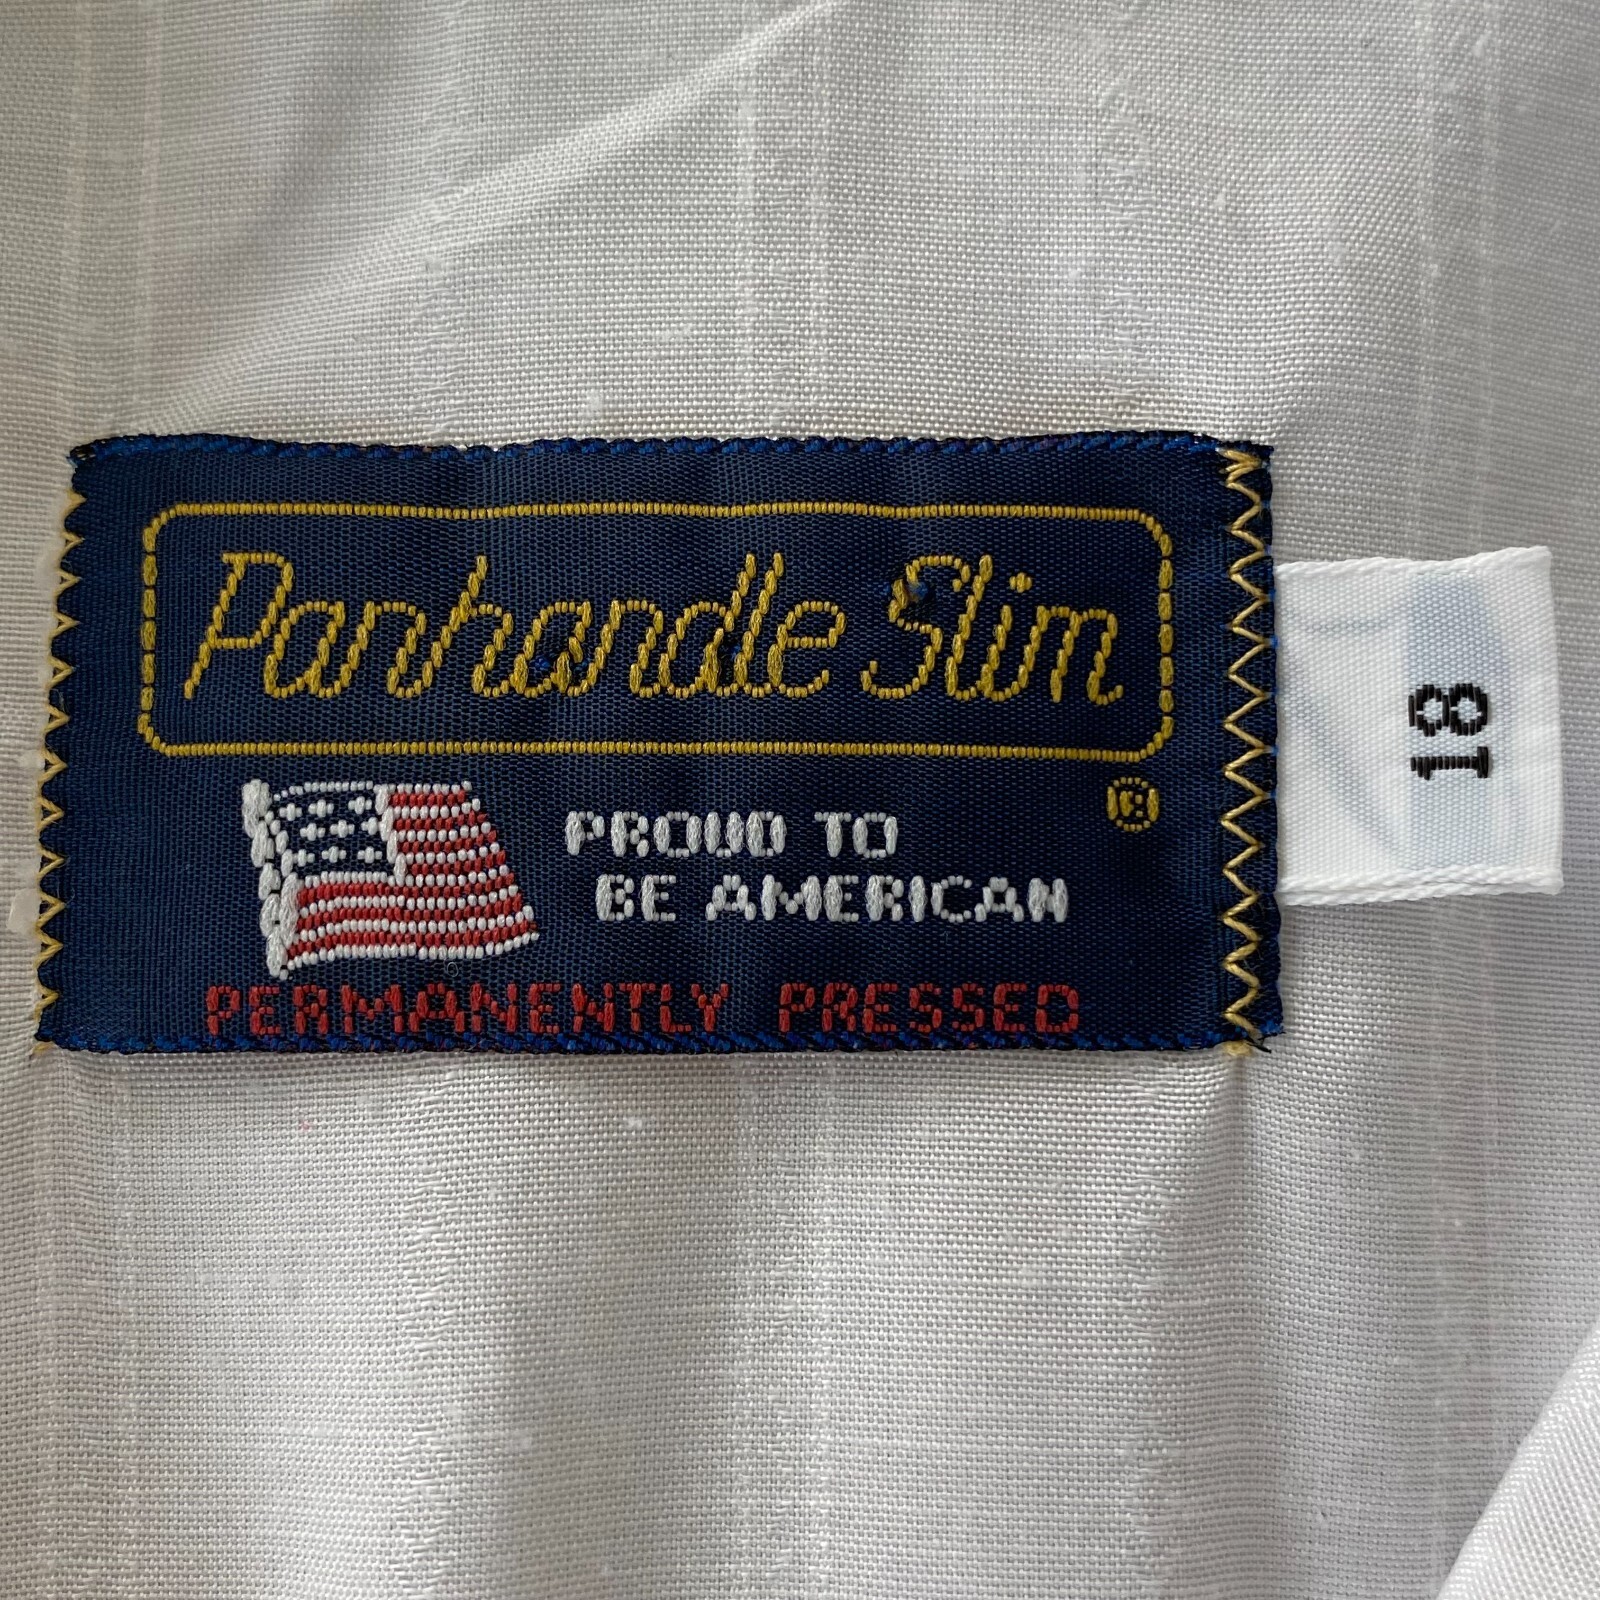 Panhandle Slim
®
PROUD TO
BE AMERICAN
PERMANENTLY PRESSED
18